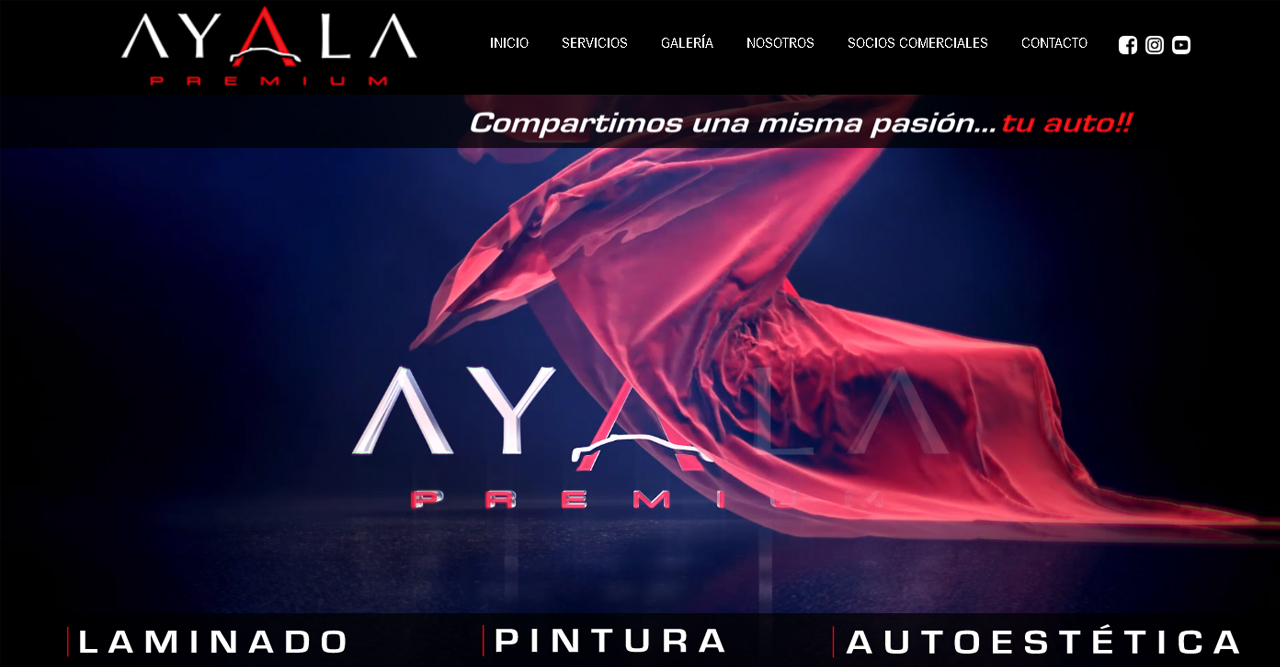 AYALA
PREMIUM
INICIO SERVICIOS GALERÍA NOSOTROS SOCIOS COMERCIALES CONTACTO
Compartimos una misma pasión... tu auto!!
AYALA
PREMIUM
LAMINADO PINTURA AUTOESTÉTICA